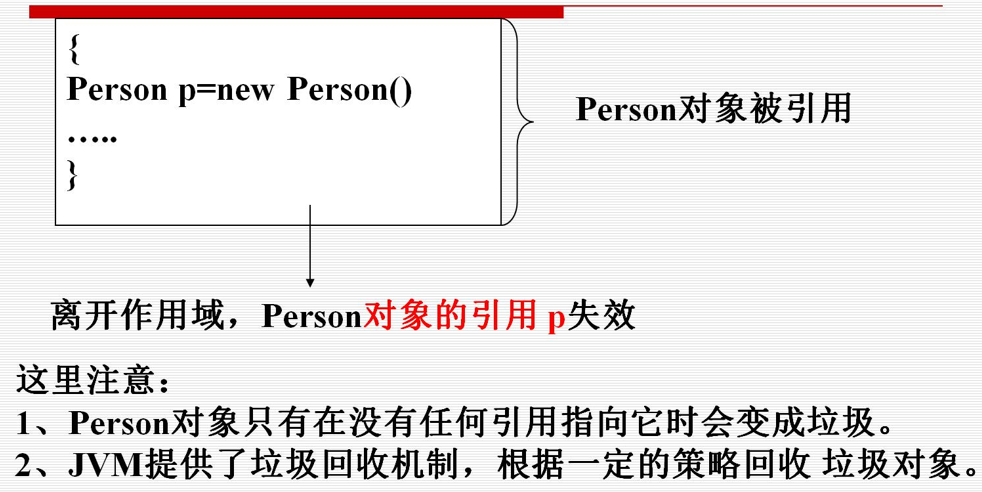 {
Person p=new Person()
…..
}
Person对象被引用
离开作用域，Person对象的引用 p失效
这里注意：
1、Person对象只有在没有任何引用指向它时会变成垃圾。
2、JVM提供了垃圾回收机制，根据一定的策略回收 垃圾对象。